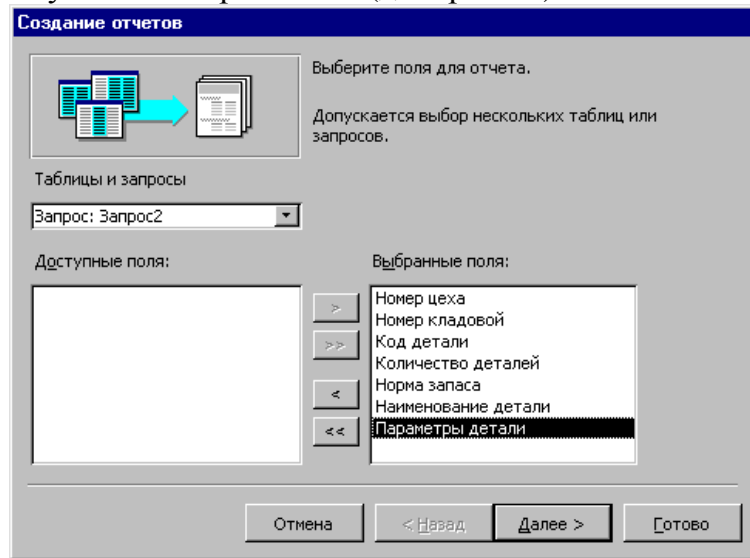 Создание отчетов
Выберите поля для отчета.
Допускается выбор нескольких таблиц или
запросов.
Таблицы и запросы
Запрос: Запрос2
Доступные поля:
Выбранные поля:
>
>>
<
<<
Номер цеха
Номер кладовой
Код детали
Количество деталей
Норма запаса
Наименование детали
Параметры детали
Отмена
< Назад
Далее >
Готово